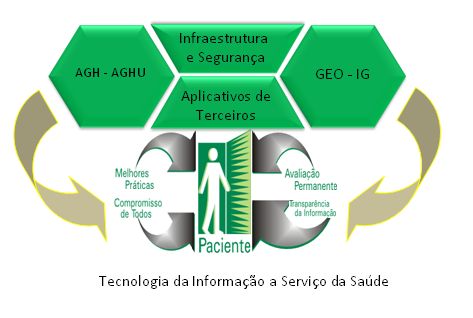 Infraestrutura
e Segurança
AGH - AGHU
GEO - IG
Aplicativos de
Terceiros
Melhores
Práticas
Compromisso
de Todos
Avaliação
Permanente
Transparência
da Informação
Paciente
Tecnologia da Informação a Serviço da Saúde